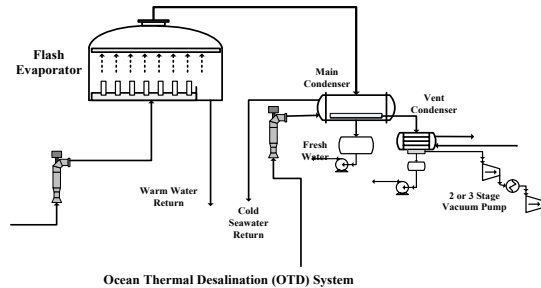 Flash
Evaporator
Main
Condenser
Vent
Condenser
Fresh
Water
Warm Water
Return
Cold
Seawater
Return
2 or 3 Stage
Vacuum Pump
Ocean Thermal Desalination (OTD) System